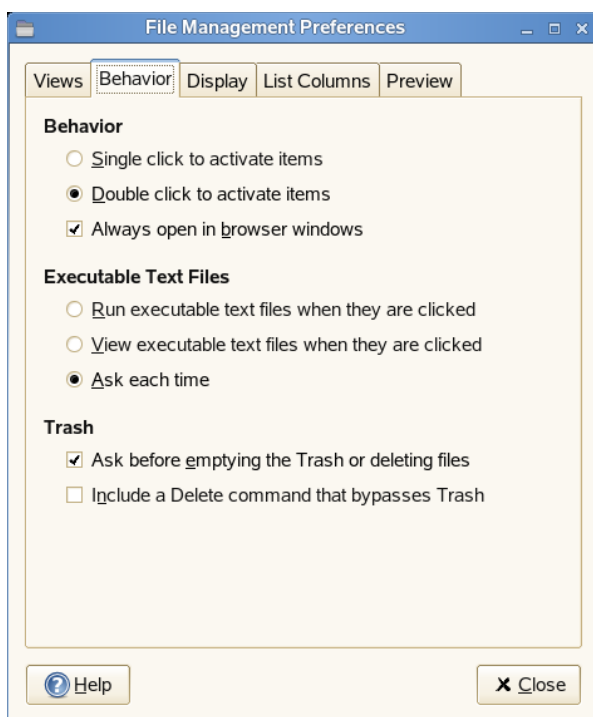 File Management Preferences
Views Behavior Display List Columns Preview
Behavior
Single click to activate items
Double click to activate items
Always open in browser windows
Executable Text Files
Run executable text files when they are clicked
View executable text files when they are clicked
Ask each time
Trash
Ask before emptying the Trash or deleting files
Include a Delete command that bypasses Trash
Help Close